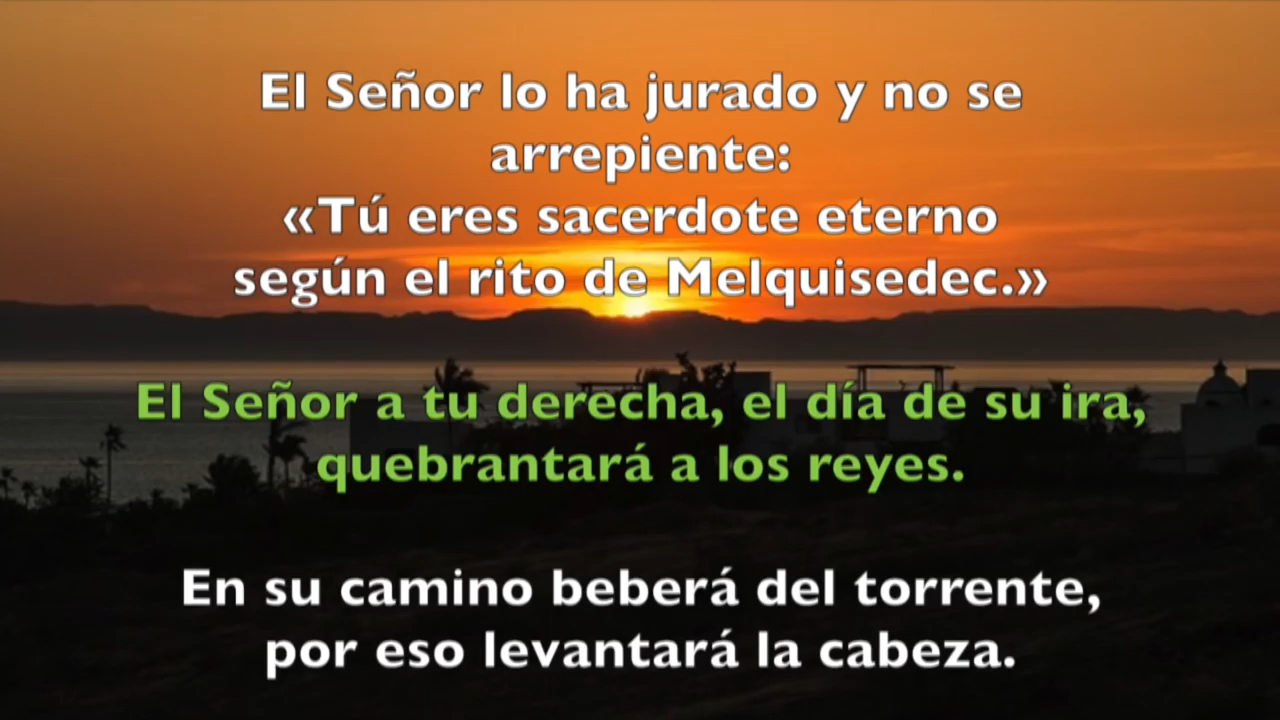 El Señor lo ha jurado y no se
arrepiente:
«Tú eres sacerdote eterno
según el rito de Melquisedec.»
El Señor a tu derecha, el día de su ira,
quebrantará a los reyes.
En su camino beberá del torrente,
por eso levantará la cabeza.